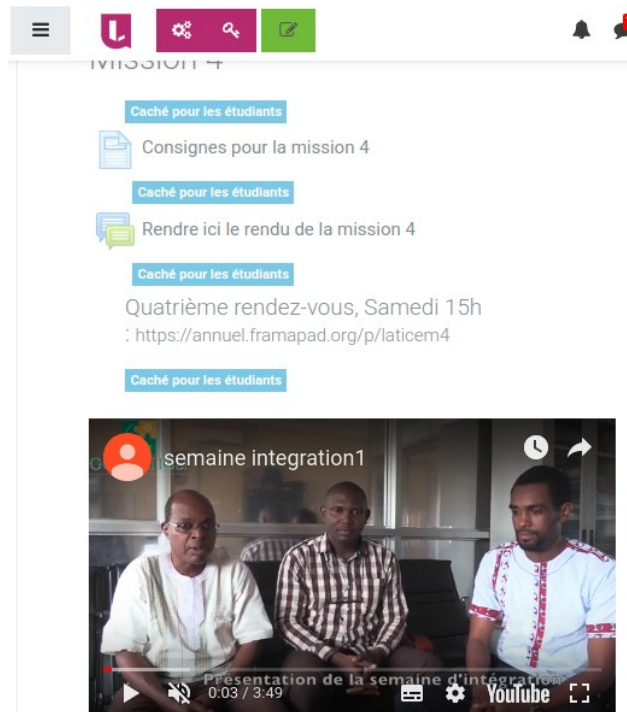 Mission 4
Caché pour les étudiants
Consignes pour la mission 4
Caché pour les étudiants
Rendre ici le rendu de la mission 4
Caché pour les étudiants
Quatrième rendez-vous, Samedi 15h
: https://annuel.framapad.org/p/laticem4
Caché pour les étudiants
semaine integration1
Présentation de la semaine d'intégration
0:03 / 3:49
YouTube